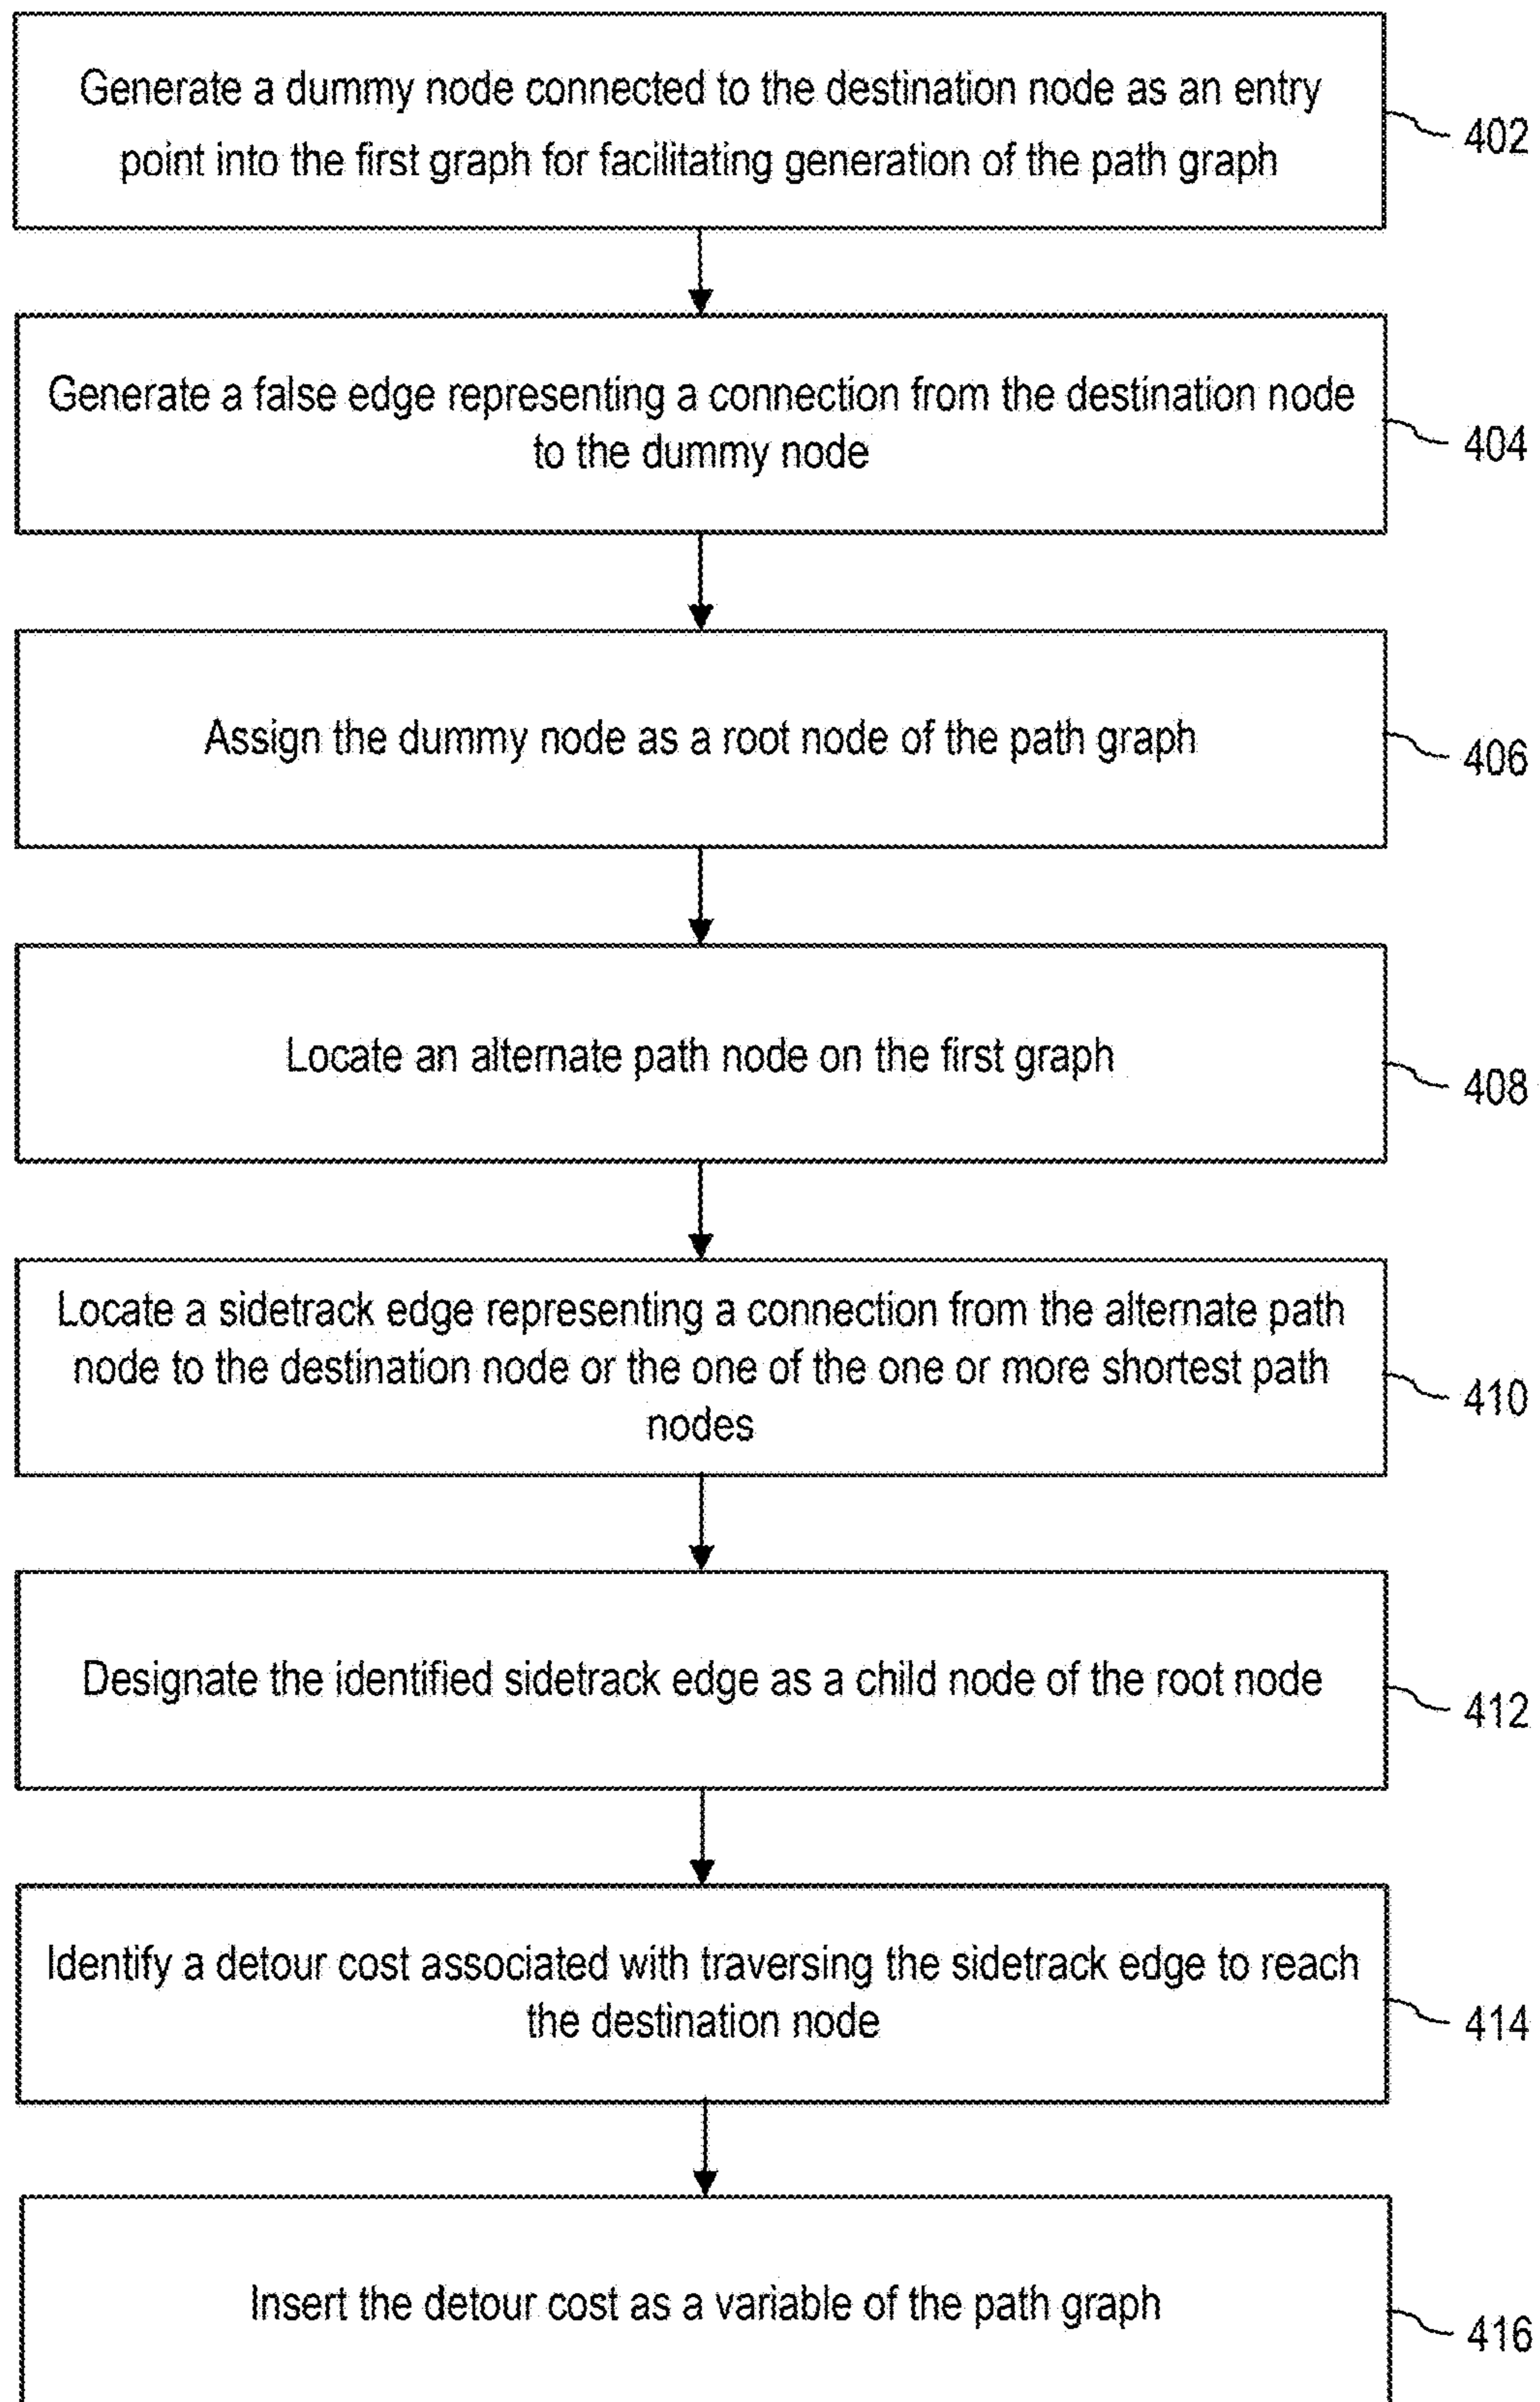 Generate a dummy node connected to the destination node as an entry
point into the first graph for facilitating generation of the path graph
402
Generate a false edge representing a connection from the destination node
to the dummy node
404
Assign the dummy node as a root node of the path graph
406
Locate an alternate path node on the first graph
408
Locate a sidetrack edge representing a connection from the alternate path
node to the destination node or the one of the one or more shortest path
nodes
410
Designate the identified sidetrack edge as a child node of the root node
412
Identify a detour cost associated with traversing the sidetrack edge to reach
the destination node
414
Insert the detour cost as a variable of the path graph
416